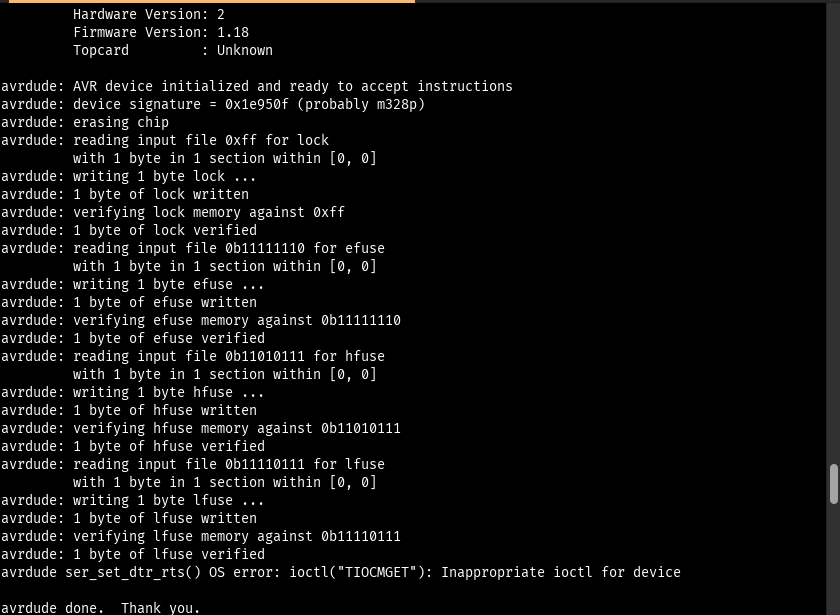 Hardware Version: 2
Firmware Version: 1.18
Topcard         : Unknown
avrdude: AVR device initialized and ready to accept instructions
avrdude: device signature = 0x1e950f (probably m328p)
avrdude: erasing chip
avrdude: reading input file 0xff for lock
with 1 byte in 1 section within [0, 0]
avrdude: writing 1 byte lock ...
avrdude: 1 byte of lock written
avrdude: verifying lock memory against 0xff
avrdude: 1 byte of lock verified
avrdude: reading input file 0b11111110 for efuse
with 1 byte in 1 section within [0, 0]
avrdude: writing 1 byte efuse ...
avrdude: 1 byte of efuse written
avrdude: verifying efuse memory against 0b11111110
avrdude: 1 byte of efuse verified
avrdude: reading input file 0b11010111 for hfuse
with 1 byte in 1 section within [0, 0]
avrdude: writing 1 byte hfuse ...
avrdude: 1 byte of hfuse written
avrdude: verifying hfuse memory against 0b11010111
avrdude: 1 byte of hfuse verified
avrdude: reading input file 0b11110111 for lfuse
with 1 byte in 1 section within [0, 0]
avrdude: writing 1 byte lfuse ...
avrdude: 1 byte of lfuse written
avrdude: verifying lfuse memory against 0b11110111
avrdude: 1 byte of lfuse verified
avrdude ser_set_dtr_rts() OS error: ioctl("TIOCMGET"): Inappropriate ioctl for device
avrdude done.  Thank you.